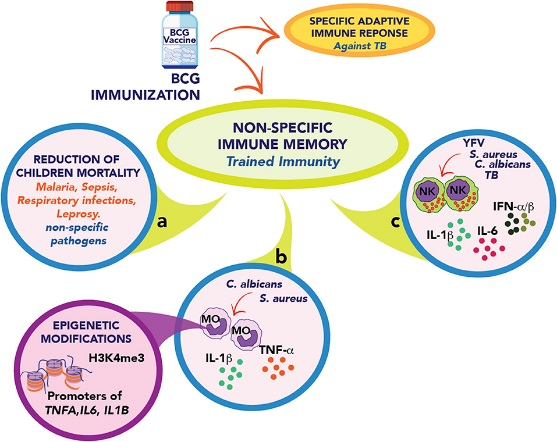 BCG
Vaccine
BCG
IMMUNIZATION
SPECIFIC ADAPTIVE
IMMUNE REPONSE
Against TB
NON-SPECIFIC
IMMUNE MEMORY
Trained Immunity
REDUCTION OF
CHILDREN MORTALITY
Malaria, Sepsis,
Respiratory infections,
Leprosy.
non-specific
pathogens
a
b
C. albicans
S. aureus
MO
MO
IL-1β
TNF-α
EPIGENETIC
MODIFICATIONS
H3K4me3
Promoters of
TNFA,IL6, IL1B
c
YFV
S. aureus
C. albicans
TB
NK
NK
IFN-α/β
IL-1β
IL-6